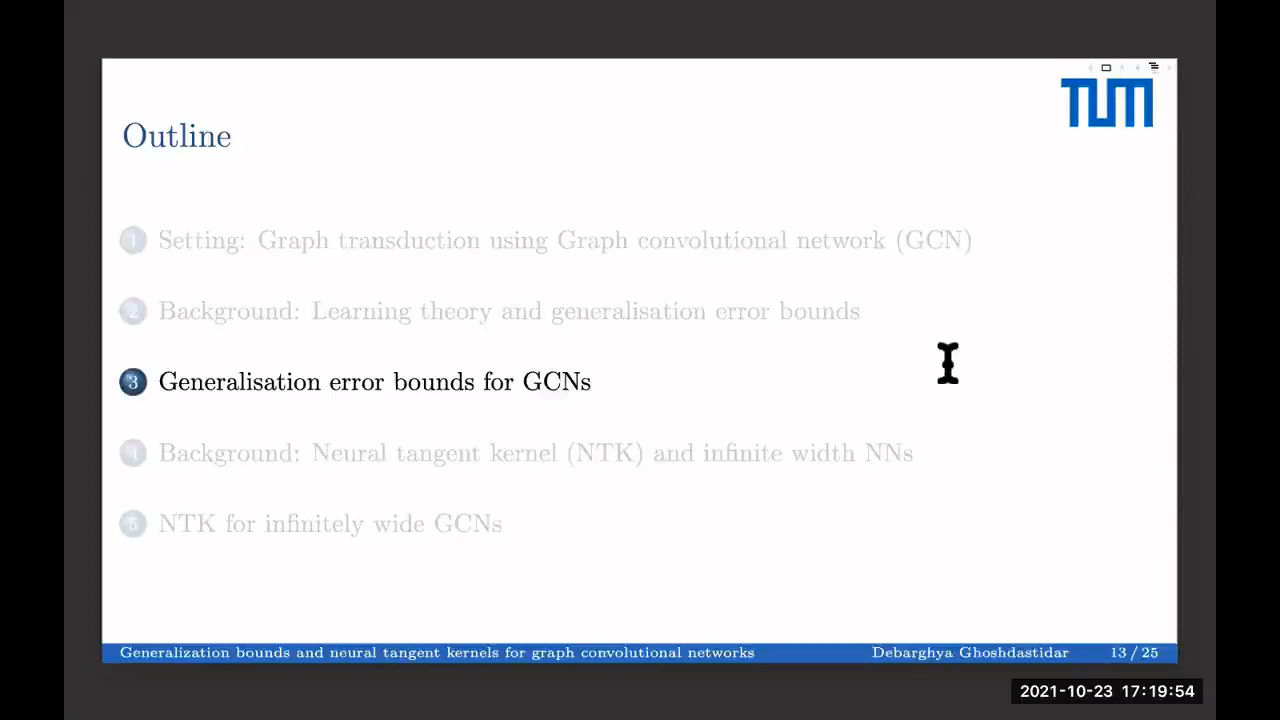 TUM
Outline
1 Setting: Graph transduction using Graph convolutional network (GCN)
2 Background: Learning theory and generalisation error bounds
3 Generalisation error bounds for GCNs
4 Background: Neural tangent kernel (NTK) and infinite width NNs
5 NTK for infinitely wide GCNs
Generalization bounds and neural tangent kernels for graph convolutional networks Debarghya Ghoshdastidar 13 / 25
2021-10-23 17:19:54